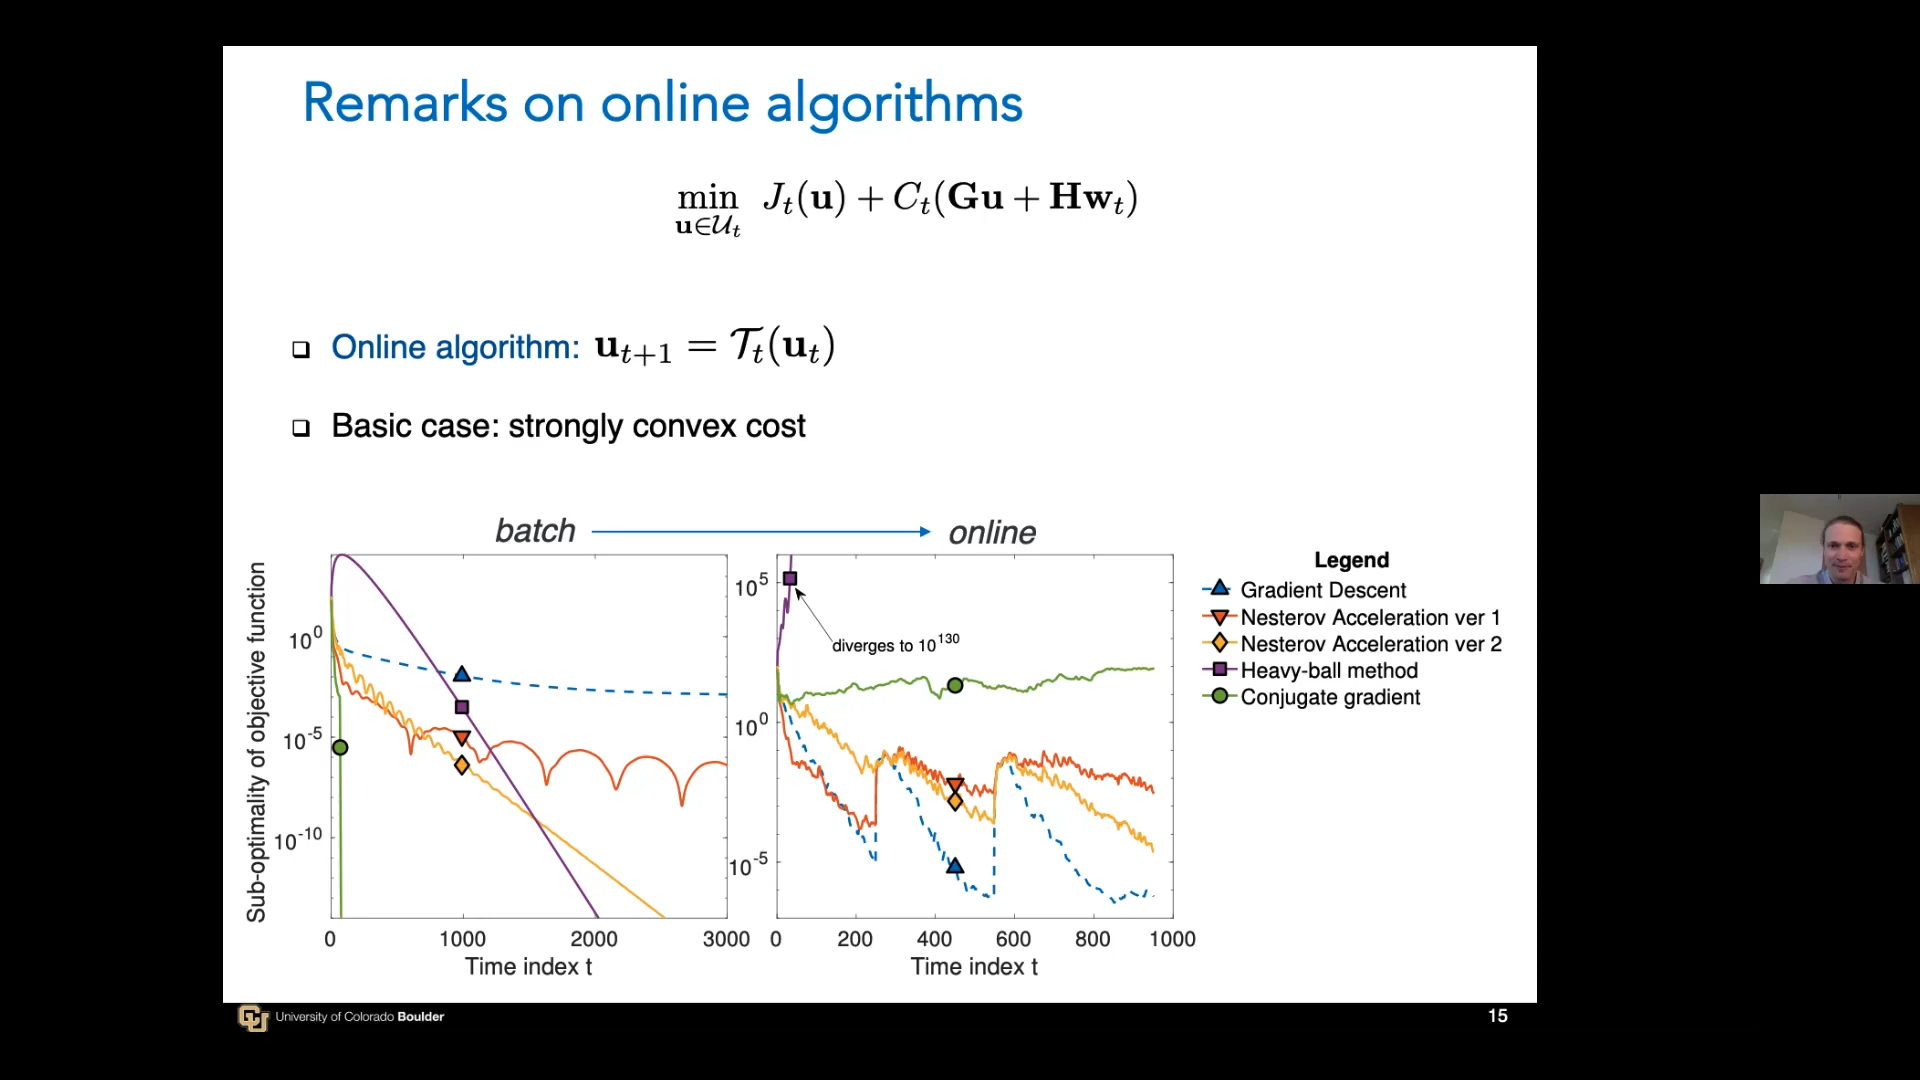 Remarks on online algorithms
min J_t(u) + C_t(Gu + Hw_t)
u∈𝒰_t
❑ Online algorithm: u_{t+1} = 𝒯_t(u_t)
❑ Basic case: strongly convex cost
batch
online
Sub-optimality of objective function
10^0
10^-5
10^-10
0 1000 2000 3000
Time index t
10^5
10^0
10^-5
diverges to 10^130
0 200 400 600 800 1000
Time index t
Legend
Gradient Descent
Nesterov Acceleration ver 1
Nesterov Acceleration ver 2
Heavy-ball method
Conjugate gradient
CU University of Colorado Boulder
15